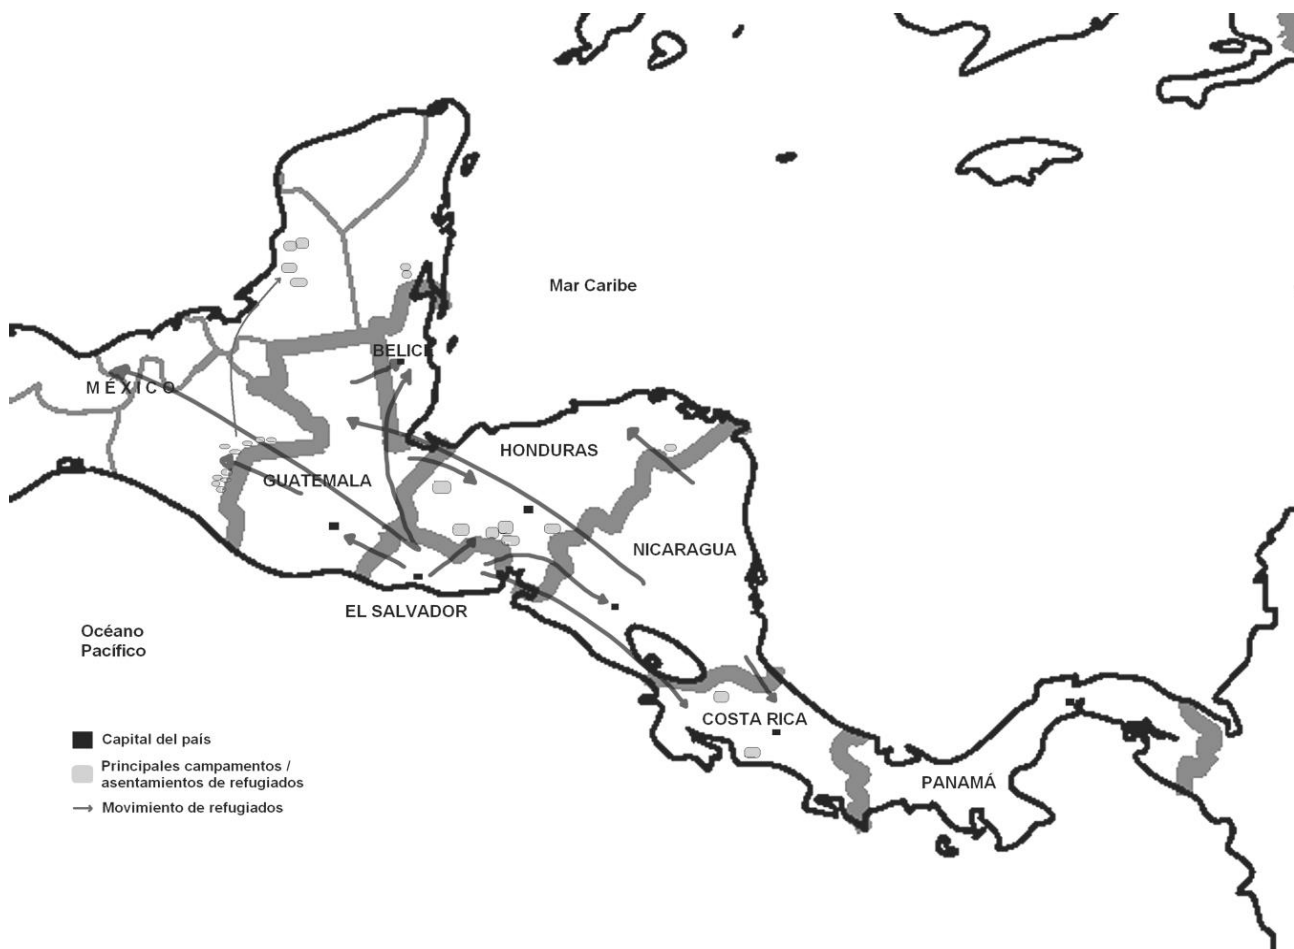 Mar Caribe
BELICE
MÉXICO
HONDURAS
GUATEMALA
NICARAGUA
EL SALVADOR
Océano
Pacífico
COSTA RICA
PANAMÁ
Capital del país
Principales campamentos /
asentamientos de refugiados
Movimiento de refugiados